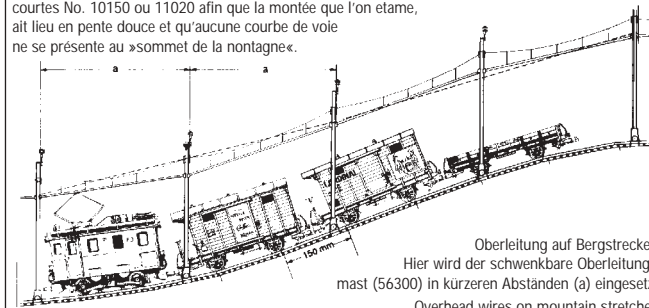 courtes No. 10150 ou 11020 afin que la montée que l'on etame,
ait lieu en pente douce et qu'aucune courbe de voie
ne se présente au »sommet de la nontagne«.
a a
150 mm
Oberleitung auf Bergstrecke
Hier wird der schwenkbare Oberleitung
mast (56300) in kürzeren Abständen (a) eingeset
Overhead wires on mountain stretche